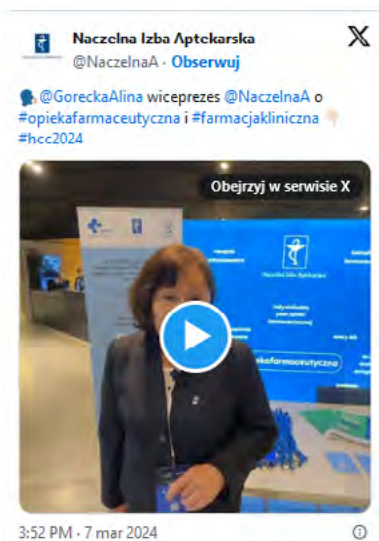 Naczelna Izba Aptekarska
@NaczelnaA · Obserwuj
@GoreckaAlina wiceprezes @NaczelnaA o
#opiekafarmaceutyczna i #farmacjakliniczna
#hcc2024
Obejrzyj w serwisie X
Naczelna Izba Aptekarska
3:52 PM · 7 mar 2024